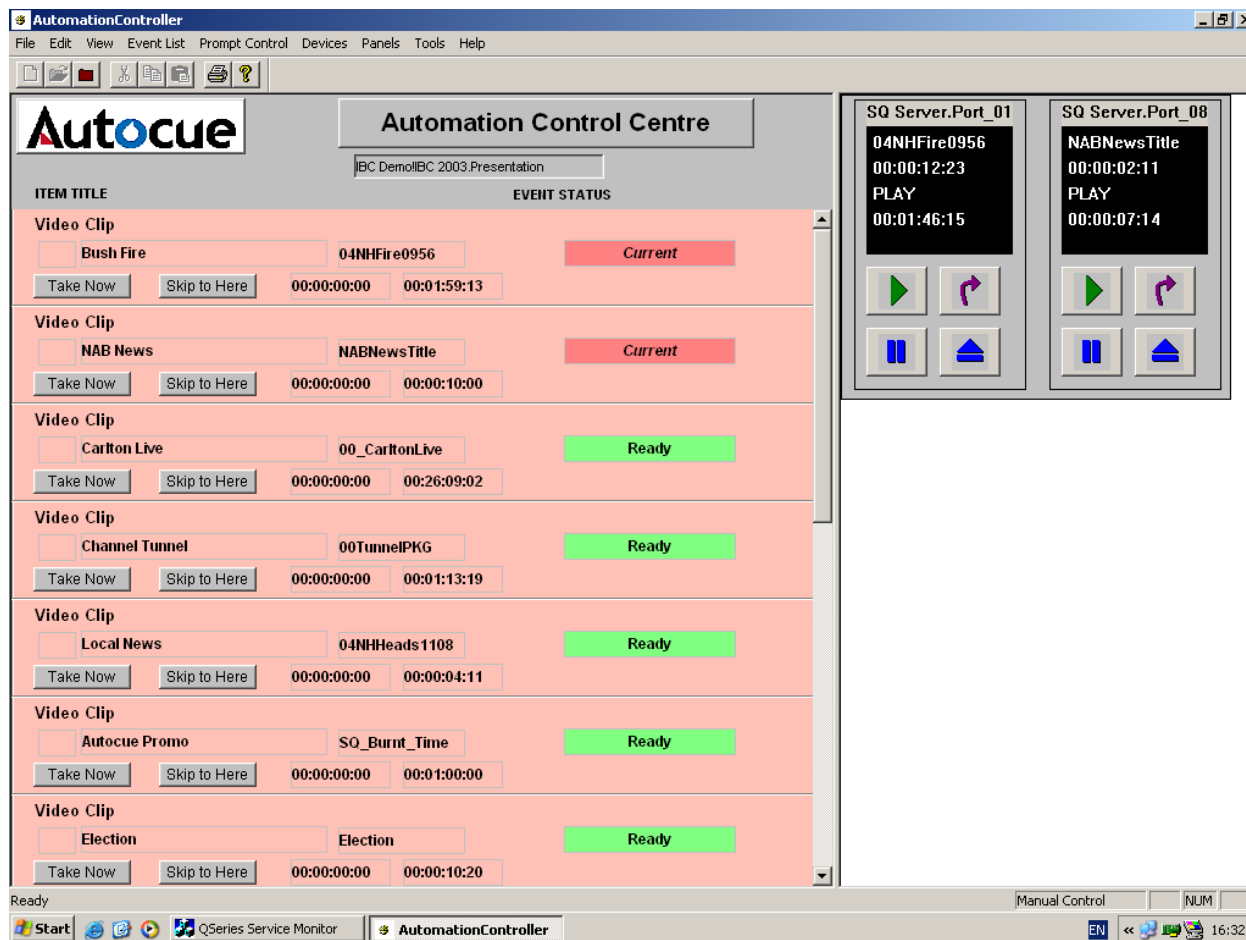 AutomationController
File Edit View Event List Prompt Control Devices Panels Tools Help
Autocue
Automation Control Centre
IBC Demo!IBC 2003.Presentation
ITEM TITLE EVENT STATUS
Video Clip
Bush Fire 04NHFire0956 Current
Take Now Skip to Here 00:00:00:00 00:01:59:13
Video Clip
NAB News NABNewsTitle Current
Take Now Skip to Here 00:00:00:00 00:00:10:00
Video Clip
Carlton Live 00_CarltonLive Ready
Take Now Skip to Here 00:00:00:00 00:26:09:02
Video Clip
Channel Tunnel 00TunnelPKG Ready
Take Now Skip to Here 00:00:00:00 00:01:13:19
Video Clip
Local News 04NHHeads1108 Ready
Take Now Skip to Here 00:00:00:00 00:00:04:11
Video Clip
Autocue Promo SQ_Burnt_Time Ready
Take Now Skip to Here 00:00:00:00 00:01:00:00
Video Clip
Election Election Ready
Take Now Skip to Here 00:00:00:00 00:00:10:20
SQ Server.Port_01
04NHFire0956
00:00:12:23
PLAY
00:01:46:15
SQ Server.Port_08
NABNewsTitle
00:00:02:11
PLAY
00:00:07:14
Ready Manual Control NUM
Start QSeries Service Monitor AutomationController EN « 16:32